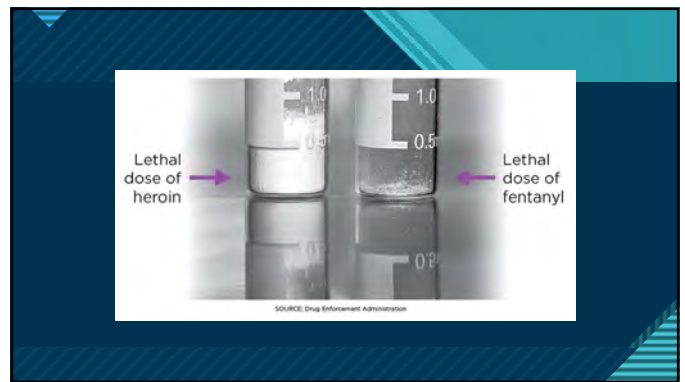 1.0
0.5
1.0
0.5
Lethal
dose of
heroin
Lethal
dose of
fentanyl
SOURCE: Drug Enforcement Administration